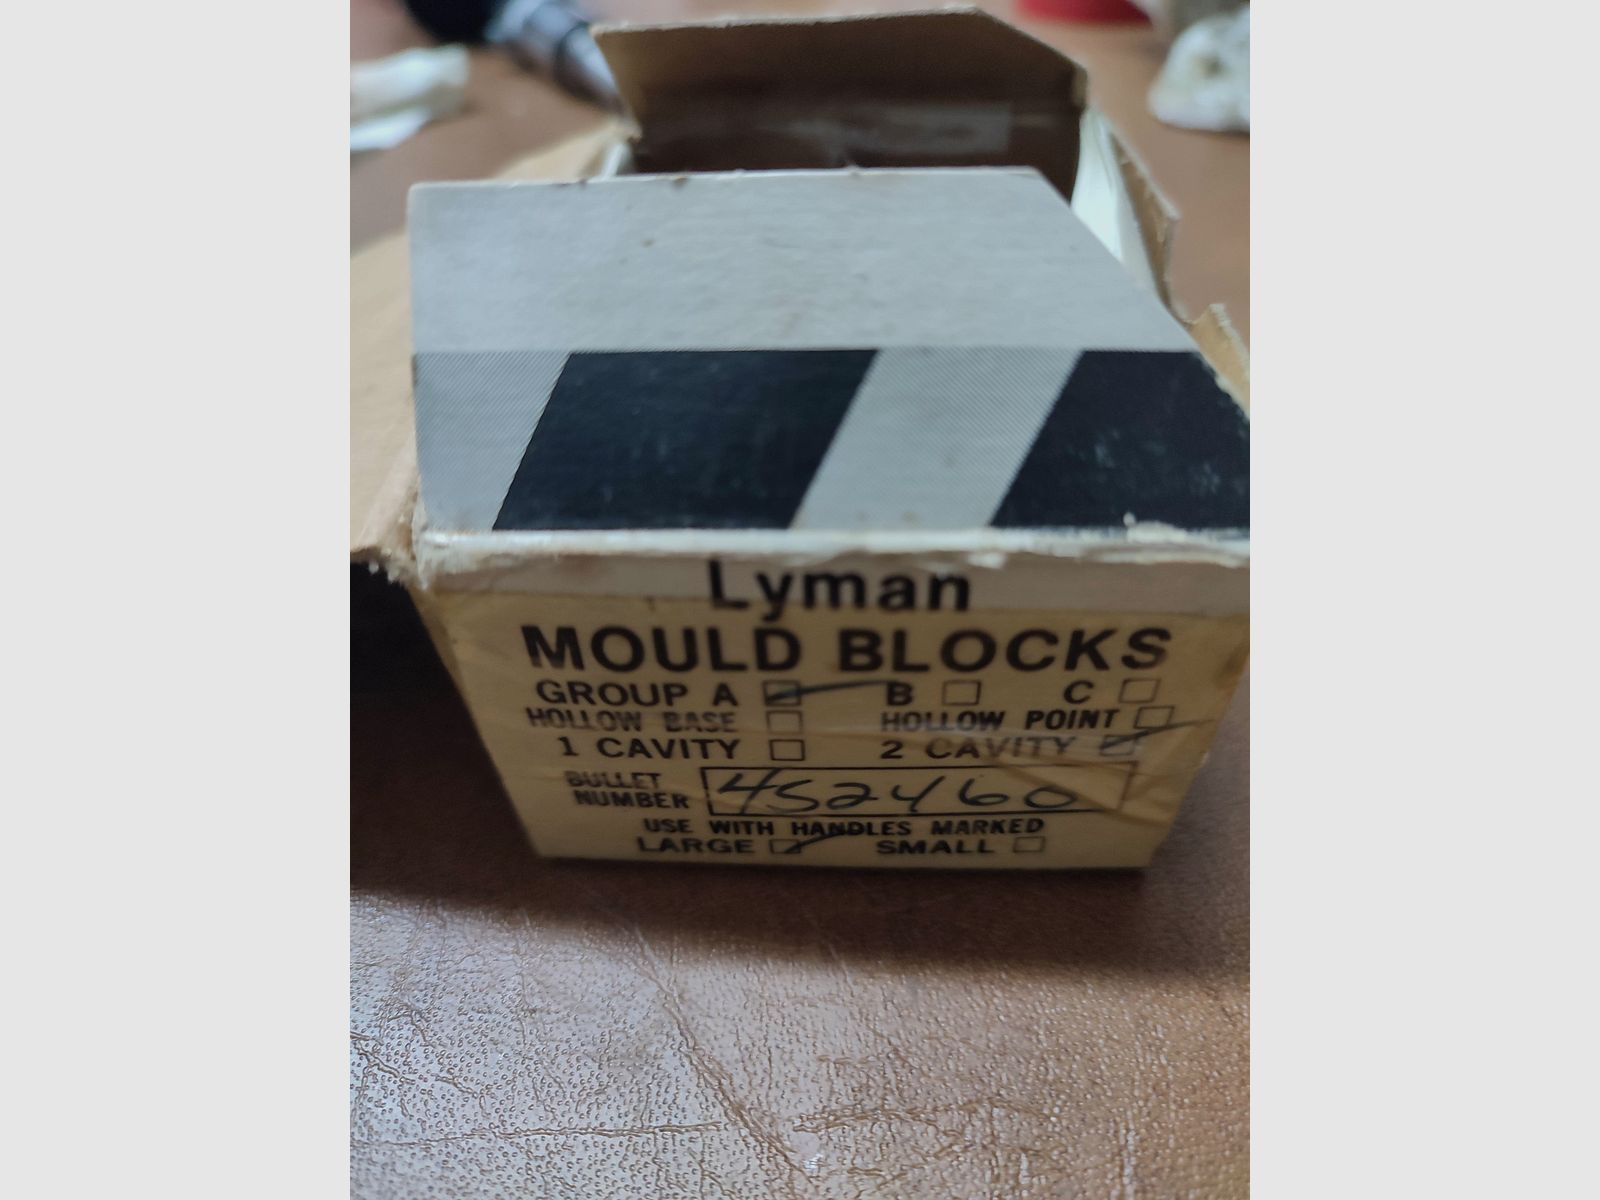 Lyman
MOULD BLOCKS
GROUP A B C
HOLLOW BASE HOLLOW POINT
1 CAVITY 2 CAVITY
BULLET NUMBER 452460
USE WITH HANDLES MARKED
LARGE SMALL